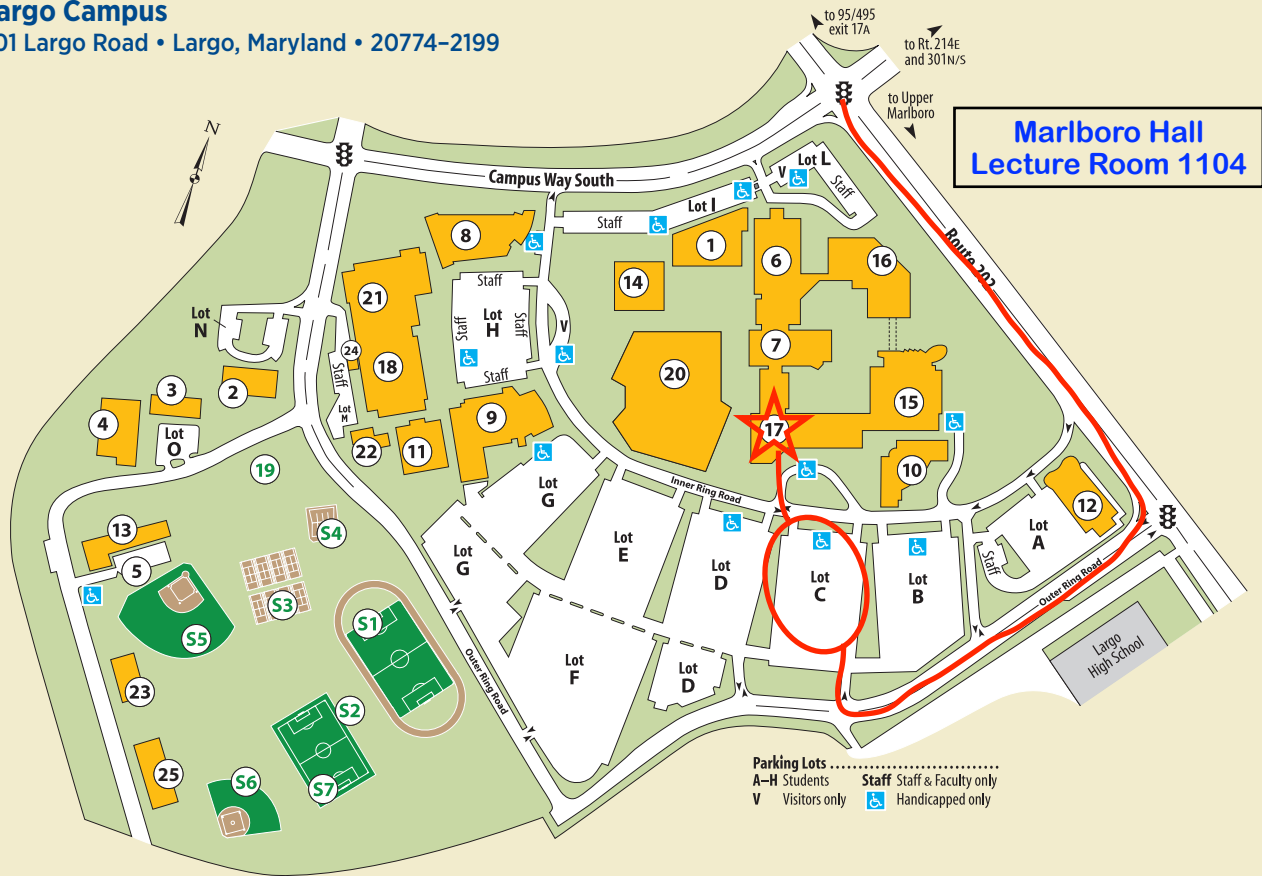 argo Campus
01 Largo Road • Largo, Maryland • 20774–2199
to 95/495
exit 17A
to Rt. 214E
and 301N/S
to Upper
Marlboro
Marlboro Hall
Lecture Room 1104
N
Campus Way South
Lot L
V
Staff
Lot I
Staff
Route 202
8
1
6
16
14
21
Staff
Lot
H
Staff
Staff
Staff
V
Lot
N
24
18
Staff
Lot
M
7
20
15
3
2
4
Lot
O
9
17
22
11
10
19
Lot
G
Inner Ring Road
12
Lot
A
Staff
13
5
S4
Lot
G
Lot
E
Lot
D
Lot
C
Lot
B
Outer Ring Road
S3
S1
S5
Largo
High School
Lot
F
Lot
D
Outer Ring Road
23
S2
25
S6
S7
Parking Lots
A–H Students
Staff Staff & Faculty only
V Visitors only
Handicapped only